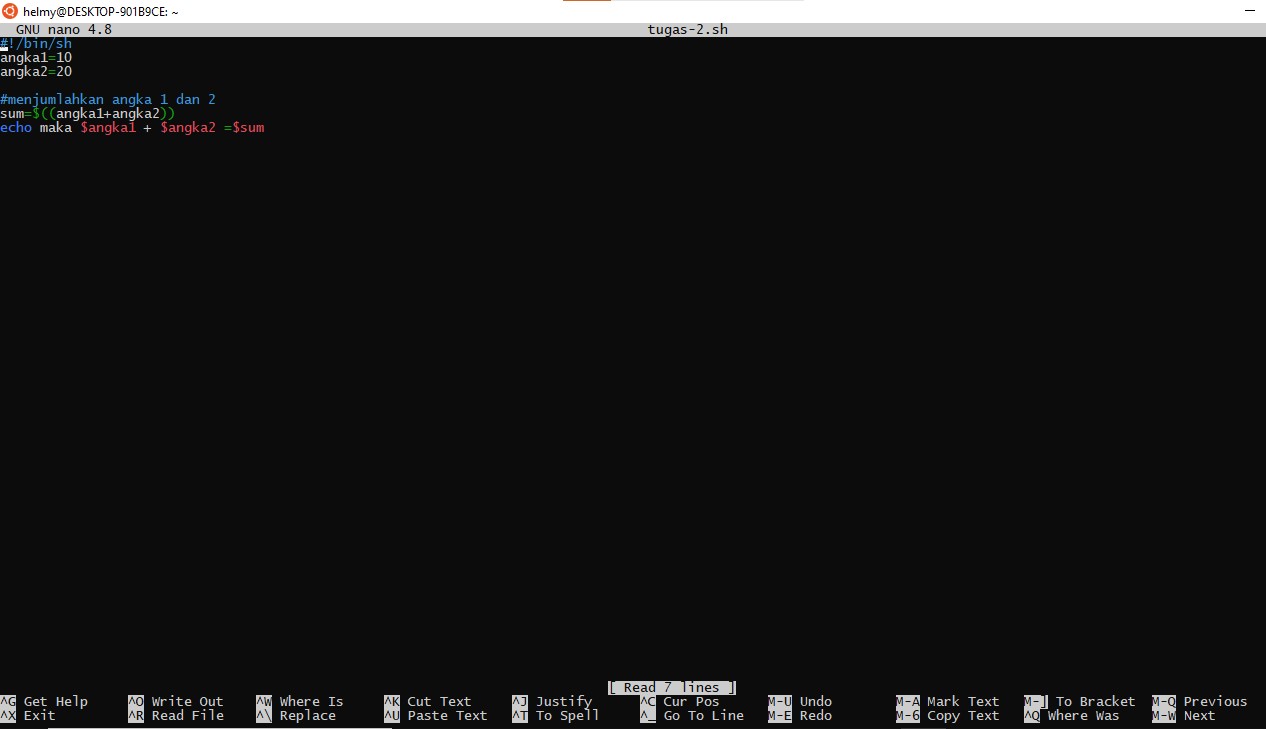 helmy@DESKTOP-901B9CE: ~
GNU nano 4.8 tugas-2.sh
#!/bin/sh
angka1=10
angka2=20
#menjumlahkan angka 1 dan 2
sum=$((angka1+angka2))
echo maka $angka1 + $angka2 =$sum
[ Read 7 lines ]
^G Get Help ^O Write Out ^W Where Is ^K Cut Text ^J Justify ^C Cur Pos M-U Undo M-A Mark Text M-] To Bracket M-Q Previous
^X Exit ^R Read File ^\ Replace ^U Paste Text ^T To Spell ^_ Go To Line M-E Redo M-6 Copy Text ^Q Where Was M-W Next